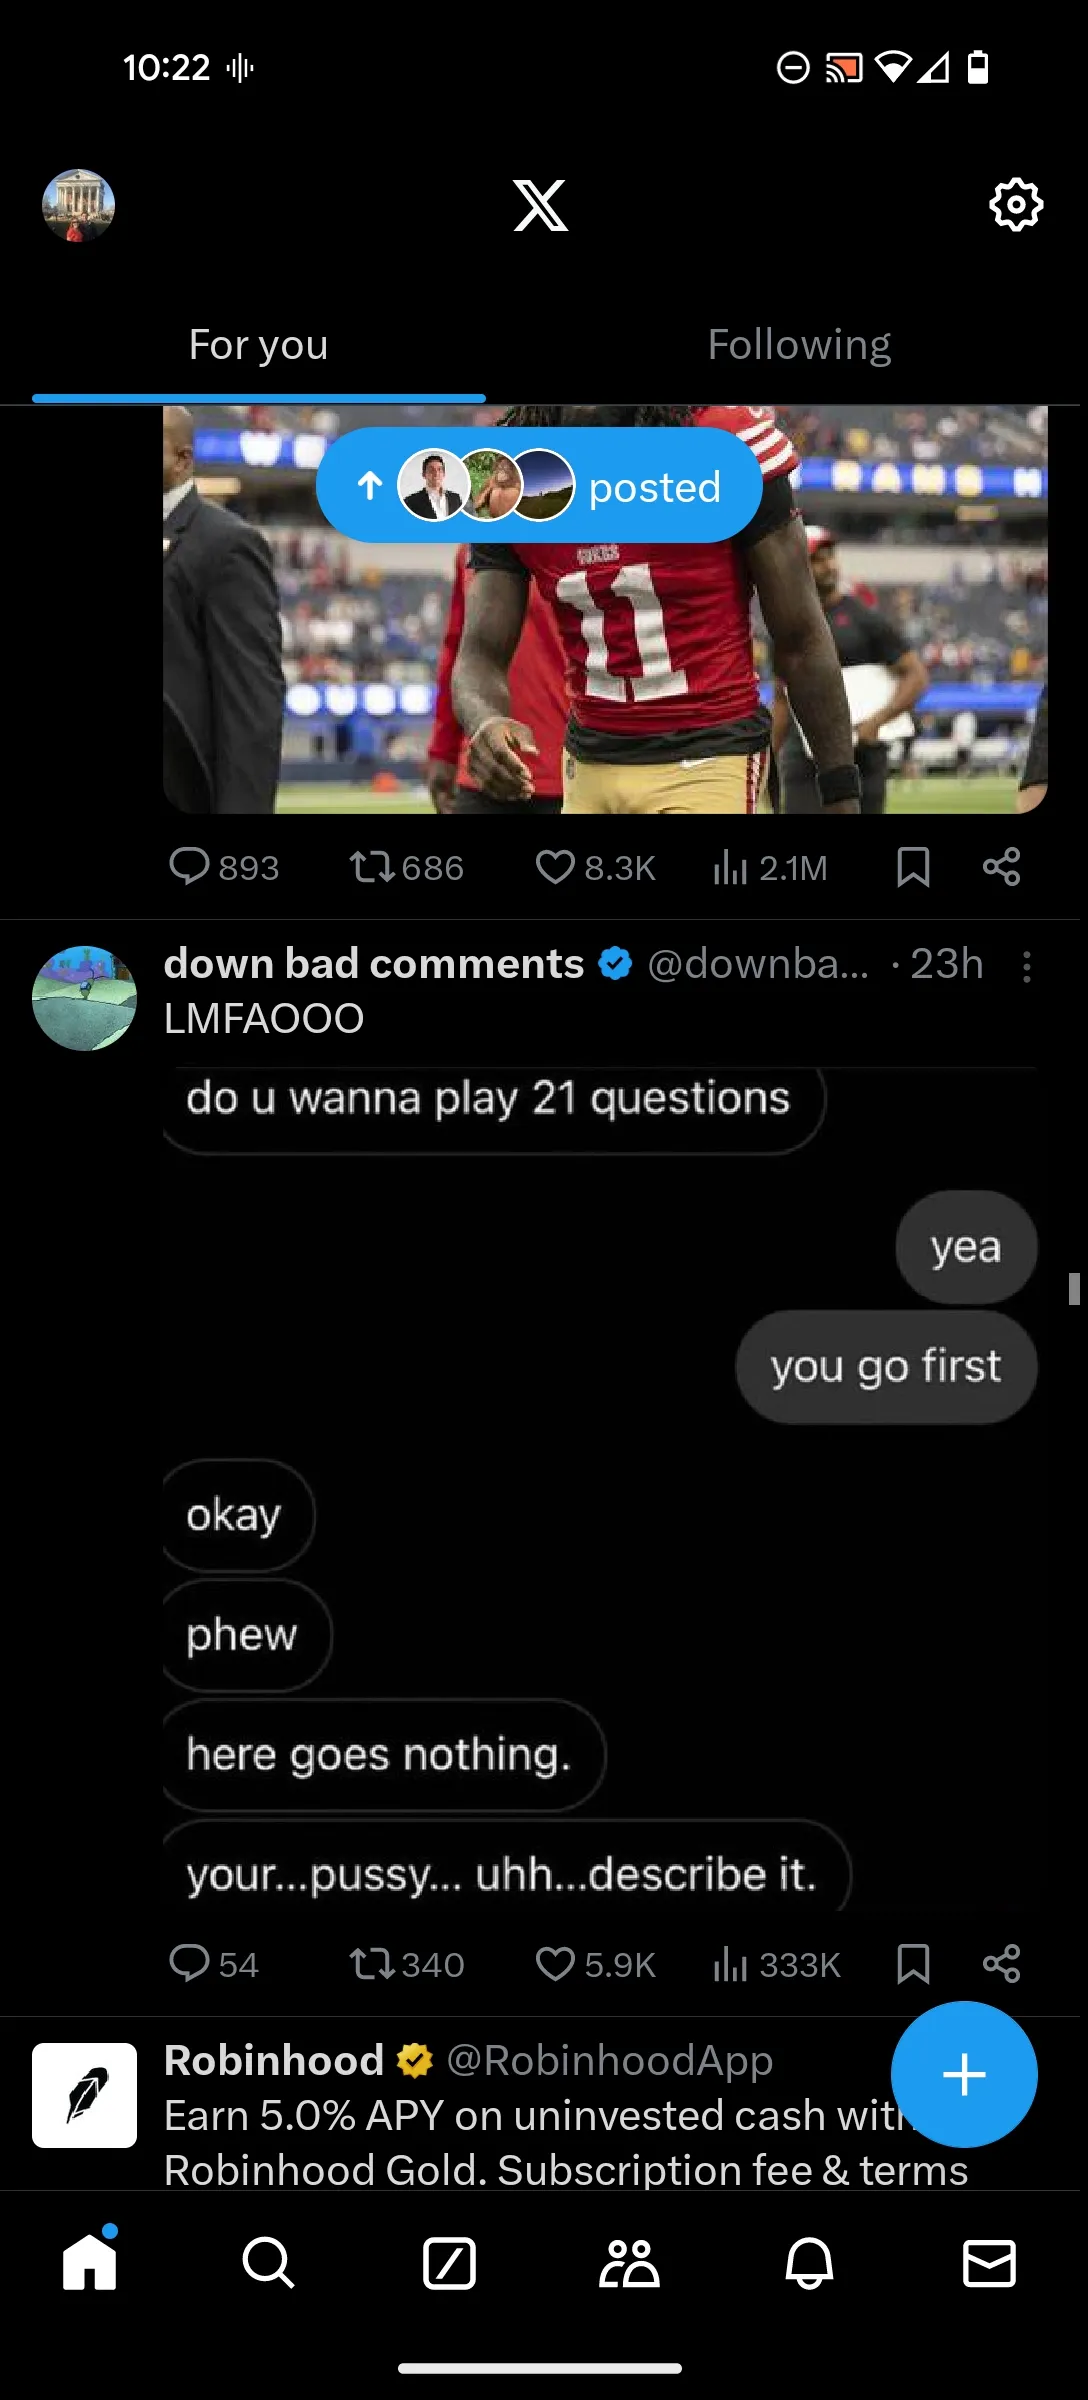 10:22
For you
Following
posted
49ERS
11
893
686
8.3K
2.1M
down bad comments @downba... · 23h
LMFAOOO
do u wanna play 21 questions
yea
you go first
okay
phew
here goes nothing.
your...pussy... uhh...describe it.
54
340
5.9K
333K
Robinhood @RobinhoodApp
Earn 5.0% APY on uninvested cash with
Robinhood Gold. Subscription fee & terms